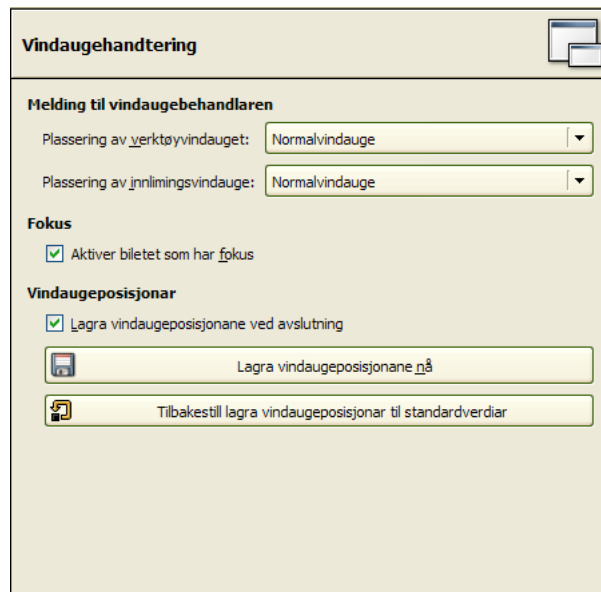 Vindaugehandtering
Melding til vindaugebehandlaren
Plassering av verktøyvindauget: Normalvindauge
Plassering av innlimingsvindauge: Normalvindauge
Fokus
Aktiver biletet som har fokus
Vindaugeposisjonar
Lagra vindaugeposisjonane ved avslutning
Lagra vindaugeposisjonane nå
Tilbakestill lagra vindaugeposisjonar til standardverdiar